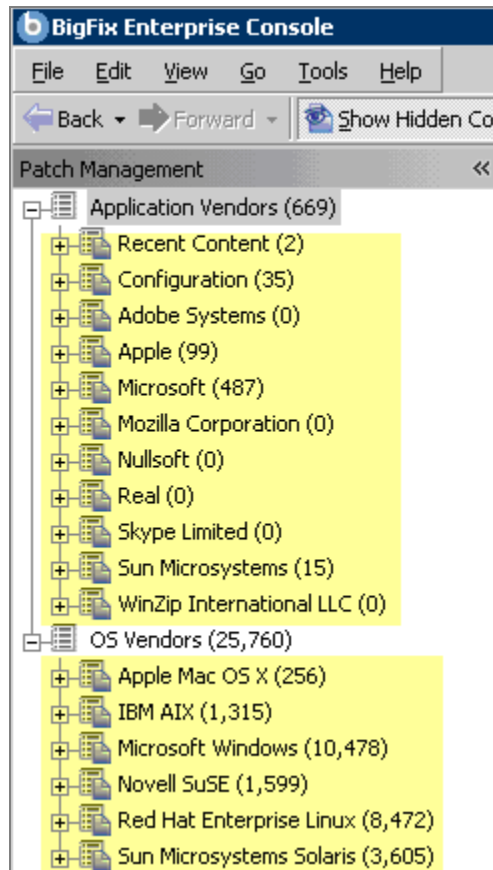 BigFix Enterprise Console
File Edit View Go Tools Help
Back Forward Show Hidden Co
Patch Management «
Application Vendors (669)
Recent Content (2)
Configuration (35)
Adobe Systems (0)
Apple (99)
Microsoft (487)
Mozilla Corporation (0)
Nullsoft (0)
Real (0)
Skype Limited (0)
Sun Microsystems (15)
WinZip International LLC (0)
OS Vendors (25,760)
Apple Mac OS X (256)
IBM AIX (1,315)
Microsoft Windows (10,478)
Novell SuSE (1,599)
Red Hat Enterprise Linux (8,472)
Sun Microsystems Solaris (3,605)